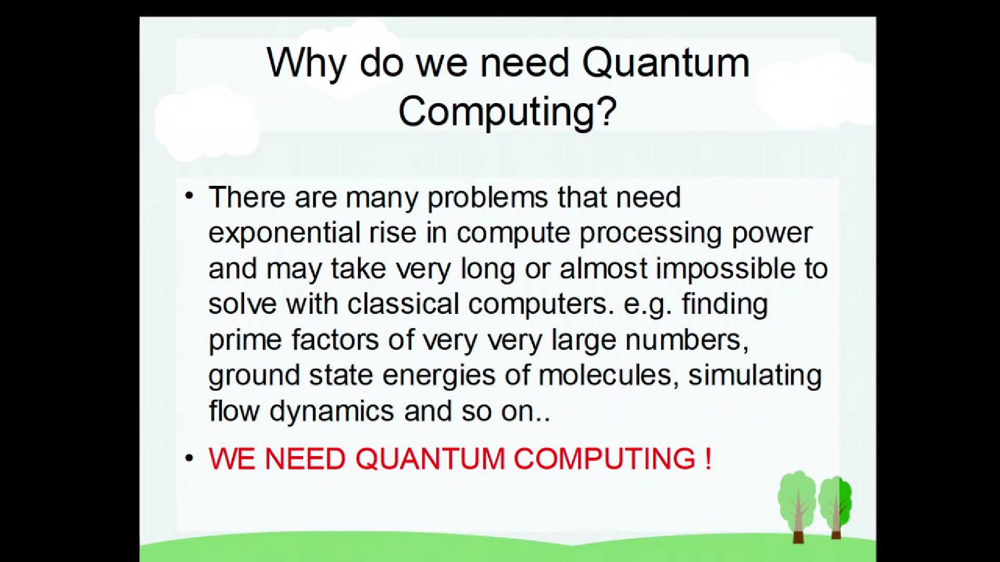 Why do we need Quantum
Computing?
• There are many problems that need
exponential rise in compute processing power
and may take very long or almost impossible to
solve with classical computers. e.g. finding
prime factors of very very large numbers,
ground state energies of molecules, simulating
flow dynamics and so on..
• WE NEED QUANTUM COMPUTING !